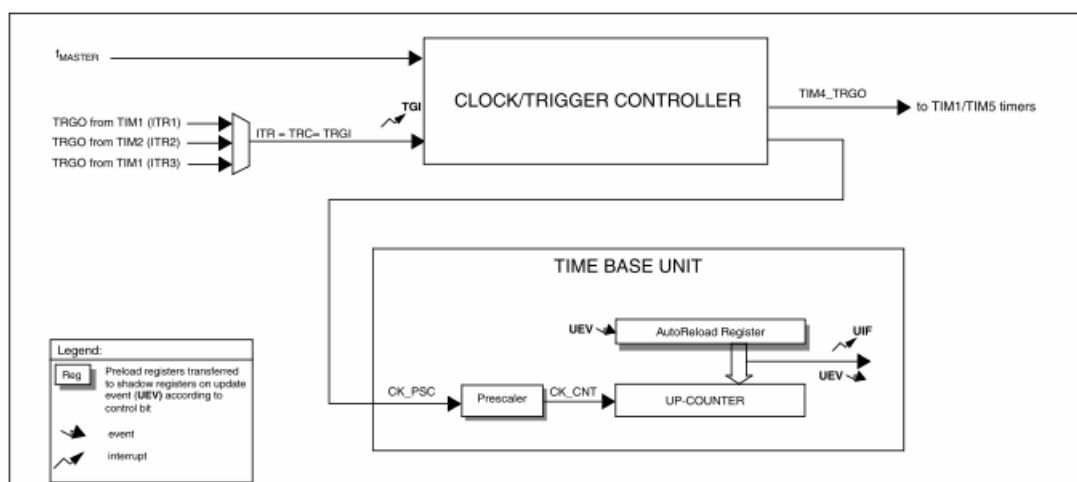 fMASTER
TGI
CLOCK/TRIGGER CONTROLLER
TIM4_TRGO
to TIM1/TIM5 timers
TRGO from TIM1 (ITR1)
TRGO from TIM2 (ITR2)
TRGO from TIM1 (ITR3)
ITR = TRC= TRGI
TIME BASE UNIT
UEV
AutoReload Register
UIF
UEV
CK_PSC
Prescaler
CK_CNT
UP-COUNTER
Legend:
Reg
Preload registers transferred
to shadow registers on update
event (UEV) according to
control bit
event
interrupt